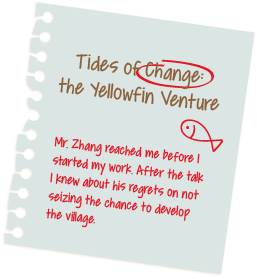 Tides of Change:
the Yellowfin Venture
Mr. Zhang reached me before I
started my work. After the talk
I knew about his regrets on not
seizing the chance to develop
the village.